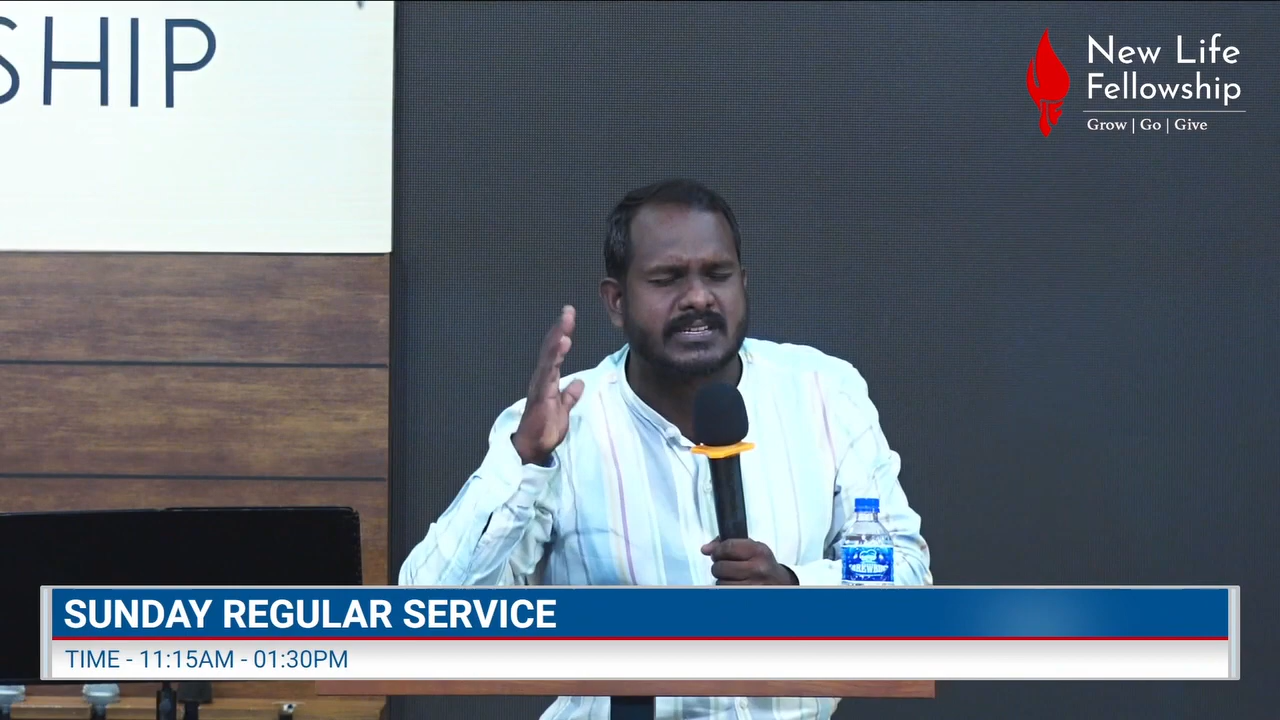 SHIP
New Life
Fellowship
Grow | Go | Give
SUNDAY REGULAR SERVICE
TIME - 11:15AM - 01:30PM